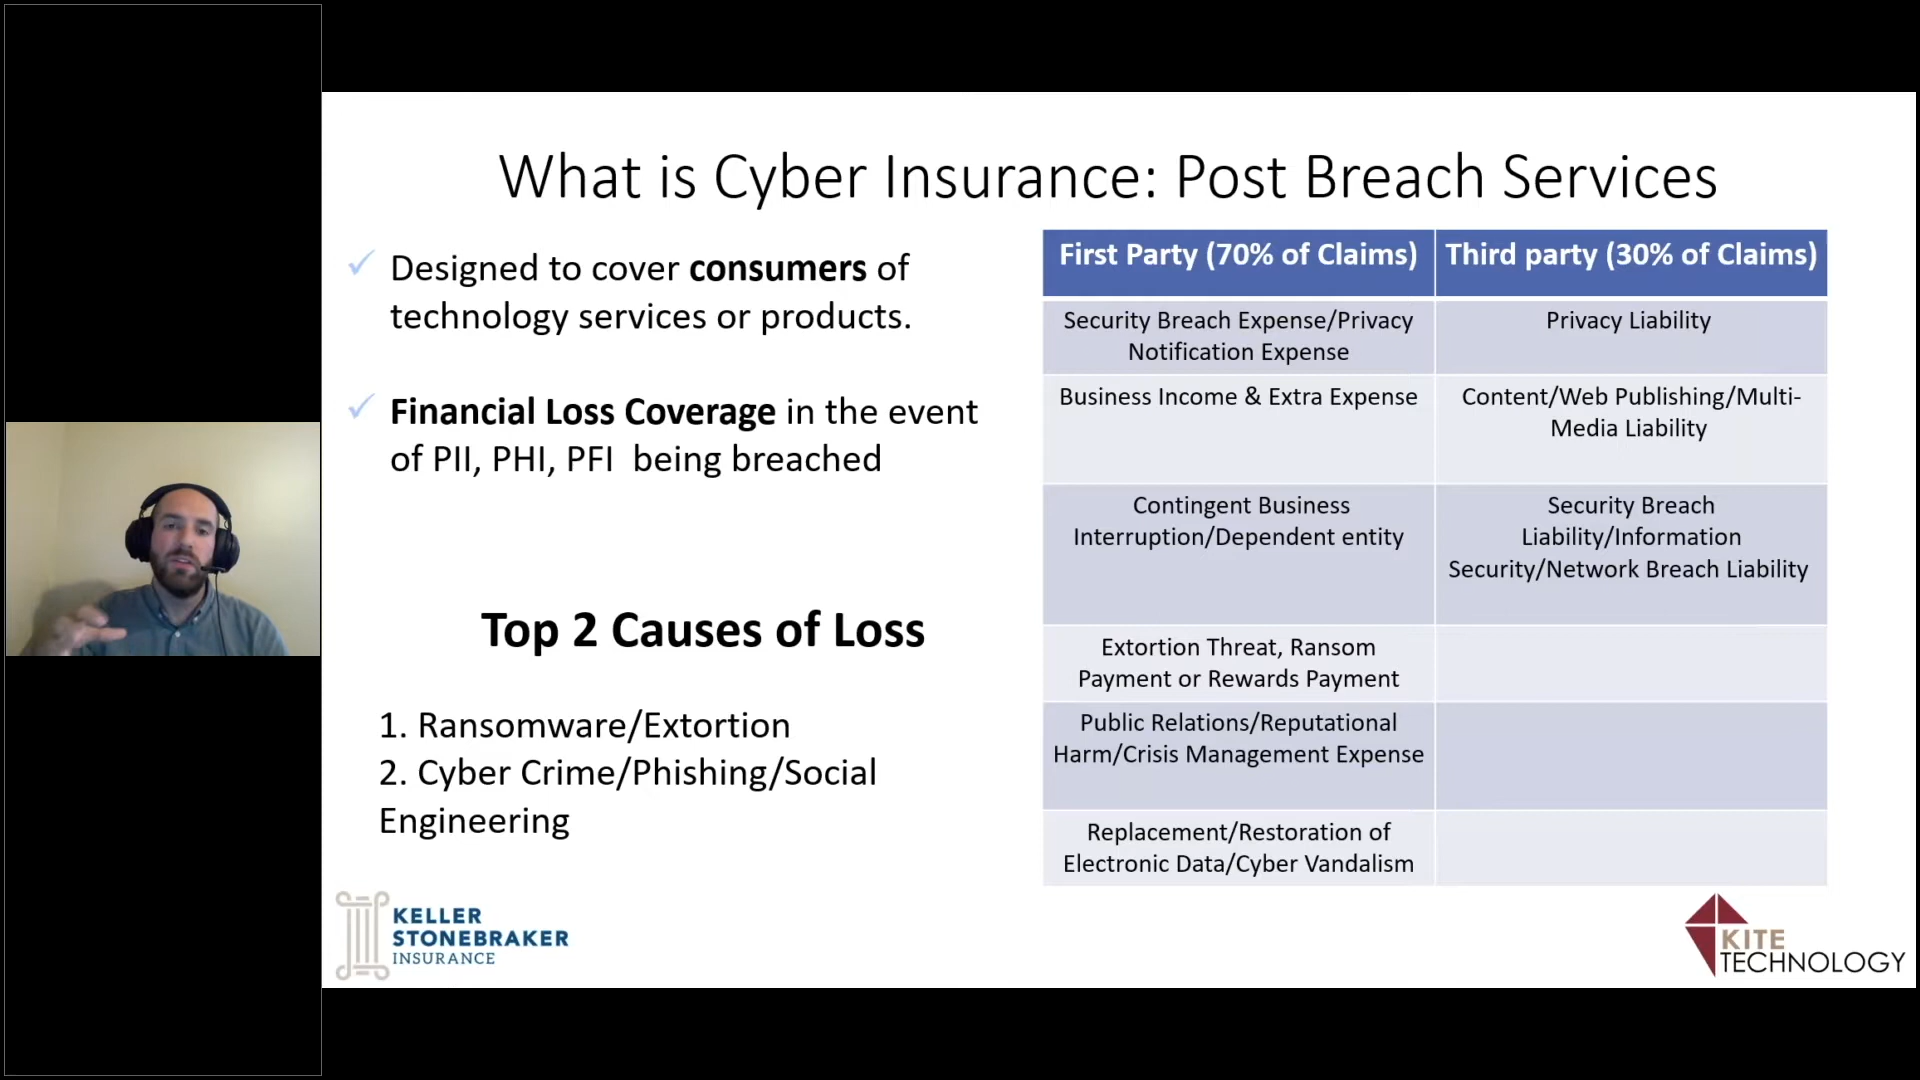 What is Cyber Insurance: Post Breach Services
Designed to cover consumers of
technology services or products.
Financial Loss Coverage in the event
of PII, PHI, PFI  being breached
Top 2 Causes of Loss
1. Ransomware/Extortion
2. Cyber Crime/Phishing/Social
Engineering
First Party (70% of Claims)
Third party (30% of Claims)
Security Breach Expense/Privacy
Notification Expense
Privacy Liability
Business Income & Extra Expense
Content/Web Publishing/Multi-
Media Liability
Contingent Business
Interruption/Dependent entity
Security Breach
Liability/Information
Security/Network Breach Liability
Extortion Threat, Ransom
Payment or Rewards Payment
Public Relations/Reputational
Harm/Crisis Management Expense
Replacement/Restoration of
Electronic Data/Cyber Vandalism
KELLER
STONEBRAKER
INSURANCE
KITE
TECHNOLOGY